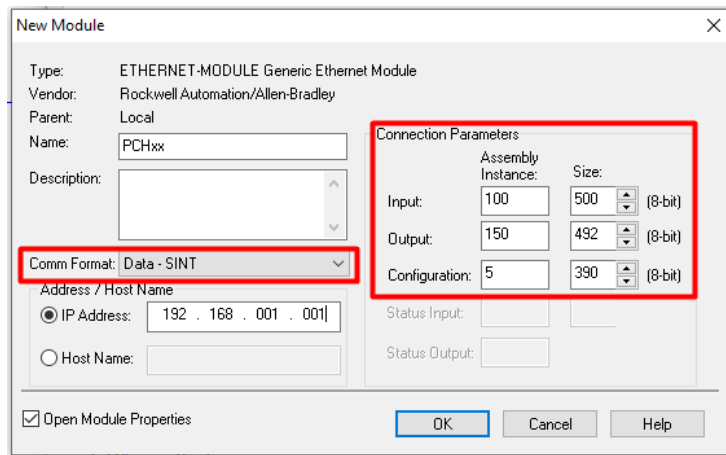 New Module
Type: ETHERNET-MODULE Generic Ethernet Module
Vendor: Rockwell Automation/Allen-Bradley
Parent: Local
Name: PCHxx
Description:
Comm Format: Data - SINT
Address / Host Name
IP Address: 192 . 168 . 001 . 001
Host Name:
Connection Parameters
Assembly
Instance: Size:
Input: 100 500 (8-bit)
Output: 150 492 (8-bit)
Configuration: 5 390 (8-bit)
Status Input:
Status Output:
Open Module Properties
OK Cancel Help